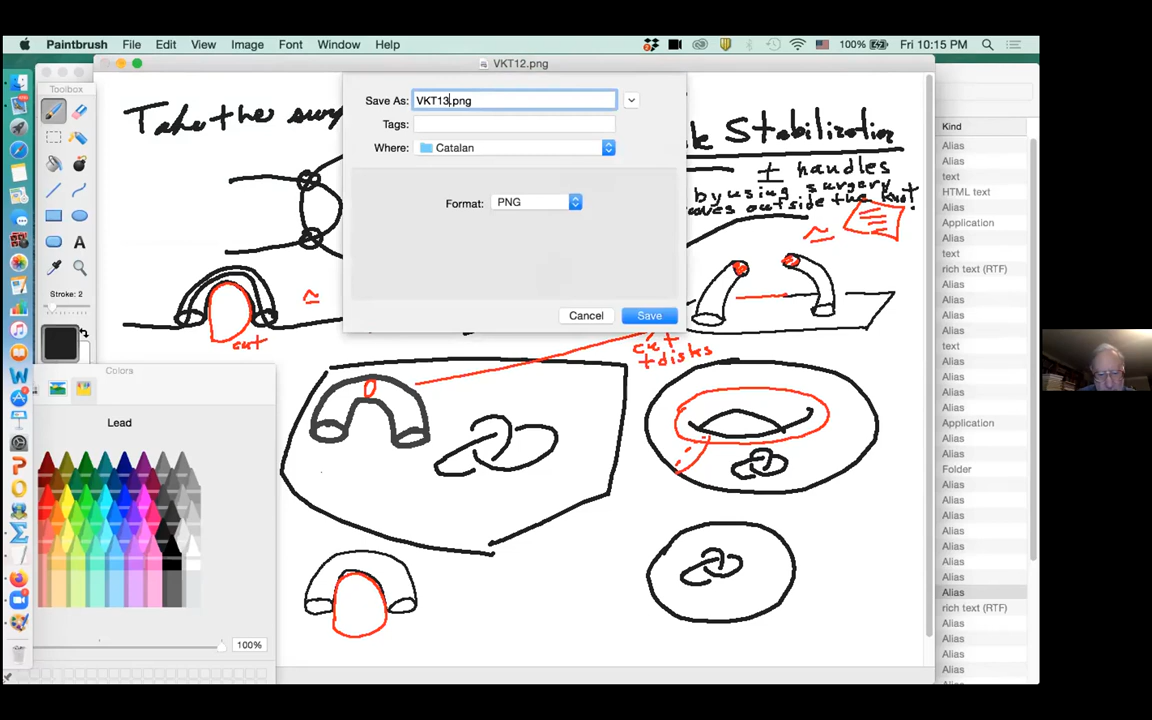 Paintbrush File Edit View Image Font Window Help
100% Fri 10:15 PM
VKT12.png
Toolbox
Save As: VKT13.png
Tags:
Where: Catalan
Format: PNG
Cancel Save
Take the
Stabilization
± handles
by using surgery
outside the knot
≃
≃
cut
cut
+disks
Stroke: 2
Colors
Lead
100%
Kind
Alias
Alias
text
HTML text
Alias
Application
Alias
text
rich text (RTF)
Alias
Alias
Alias
text
Alias
Alias
Alias
Application
Alias
Folder
Alias
Alias
Alias
Alias
Alias
Alias
rich text (RTF)
Alias
Alias
Alias
Alias